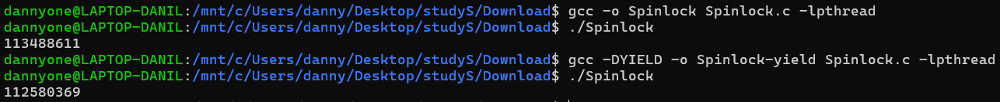 dannyone@LAPTOP-DANIL:/mnt/c/Users/danny/Desktop/studyS/Download$ gcc -o Spinlock Spinlock.c -lpthread
dannyone@LAPTOP-DANIL:/mnt/c/Users/danny/Desktop/studyS/Download$ ./Spinlock
113488611
dannyone@LAPTOP-DANIL:/mnt/c/Users/danny/Desktop/studyS/Download$ gcc -DYIELD -o Spinlock-yield Spinlock.c -lpthread
dannyone@LAPTOP-DANIL:/mnt/c/Users/danny/Desktop/studyS/Download$ ./Spinlock
112580369